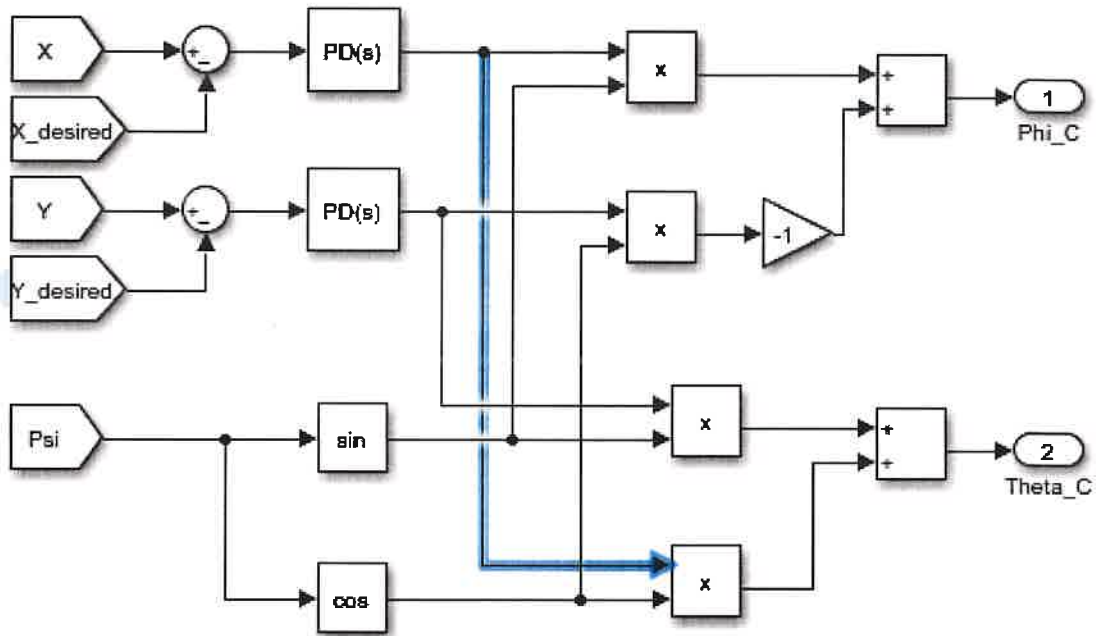 X
+
−
PD(s)
x
+
+
1
Phi_C
X_desired
Y
+
−
PD(s)
x
-1
Y_desired
Psi
sin
x
+
+
2
Theta_C
cos
x